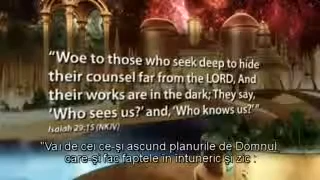 “Woe to those who seek deep to hide
their counsel far from the LORD, And
their works are in the dark; They say,
‘Who sees us?’ and, ‘Who knows us?’”
Isaiah 29:15 (NKJV)
"Vai de cei ce-şi ascund planurile de Domnul,
care-şi fac faptele în întuneric şi zic :